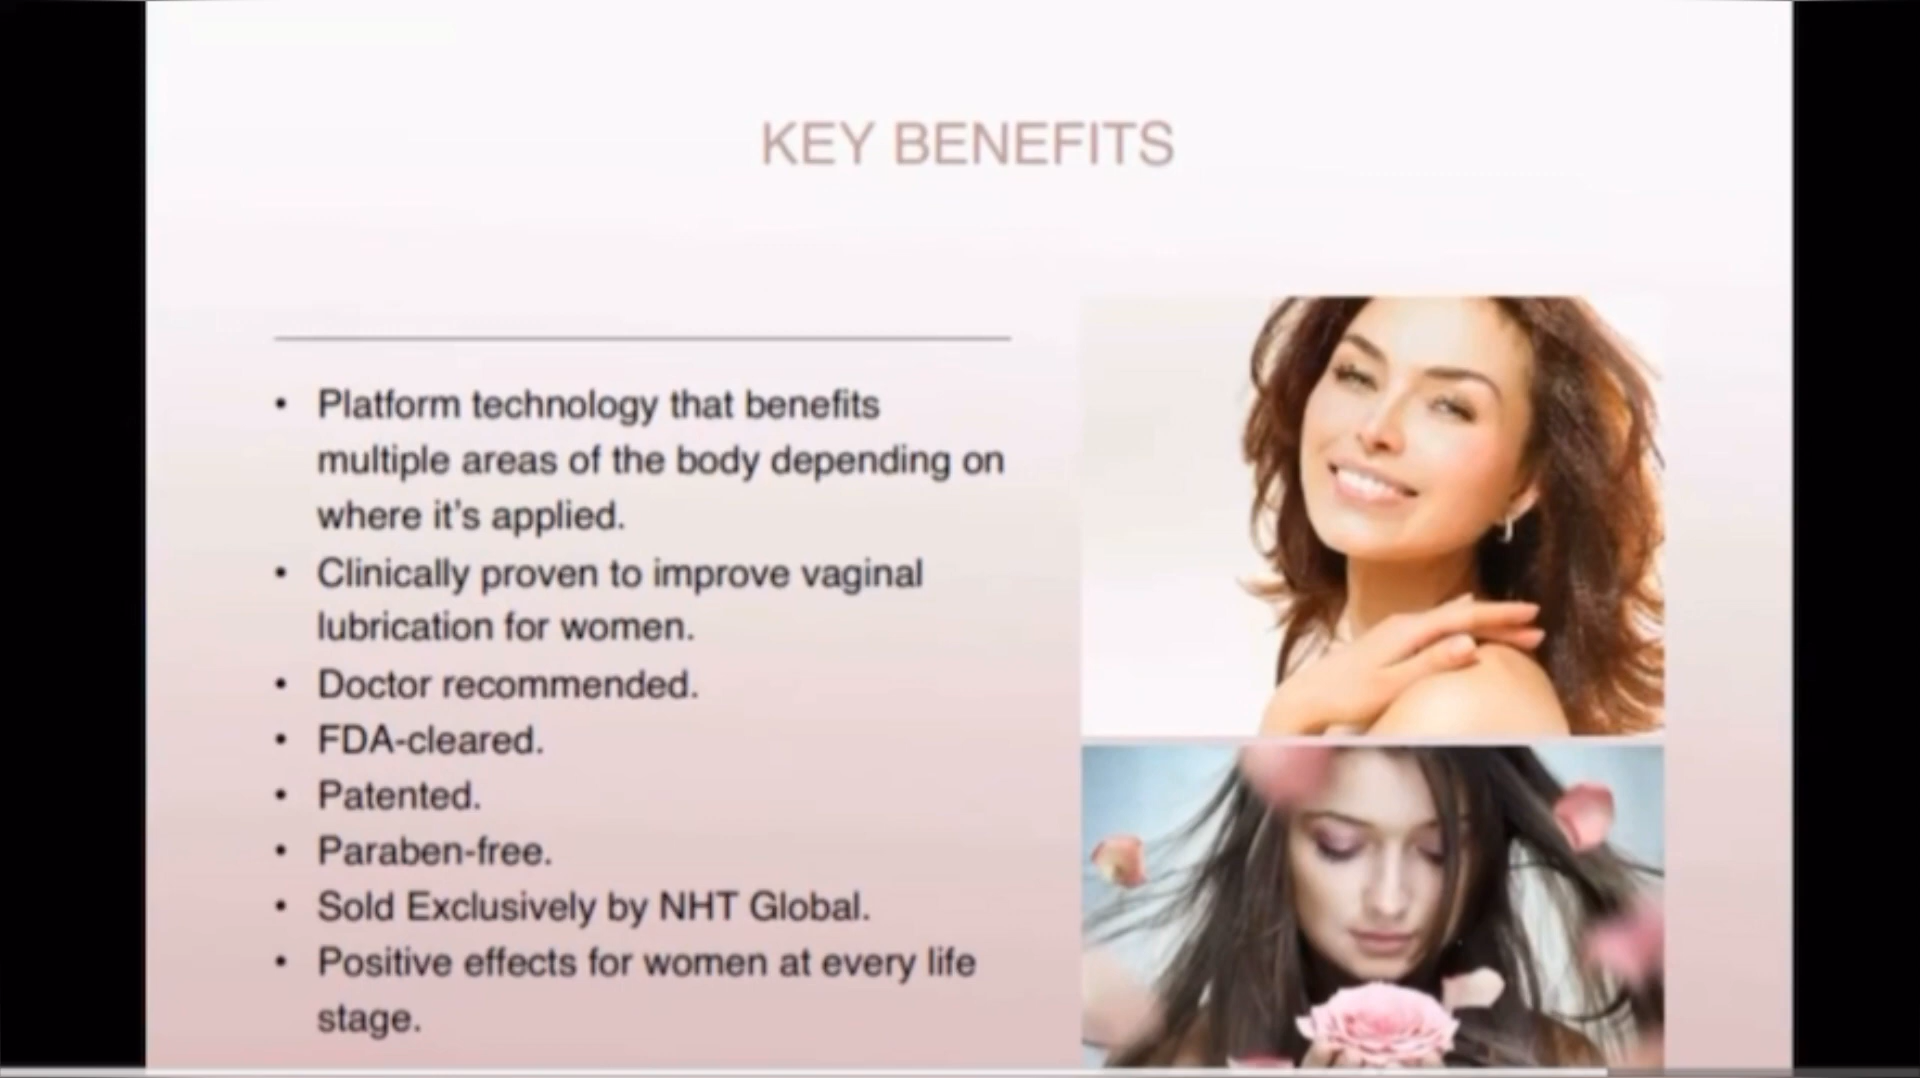 KEY BENEFITS
• Platform technology that benefits
multiple areas of the body depending on
where it’s applied.
• Clinically proven to improve vaginal
lubrication for women.
• Doctor recommended.
• FDA-cleared.
• Patented.
• Paraben-free.
• Sold Exclusively by NHT Global.
• Positive effects for women at every life
stage.